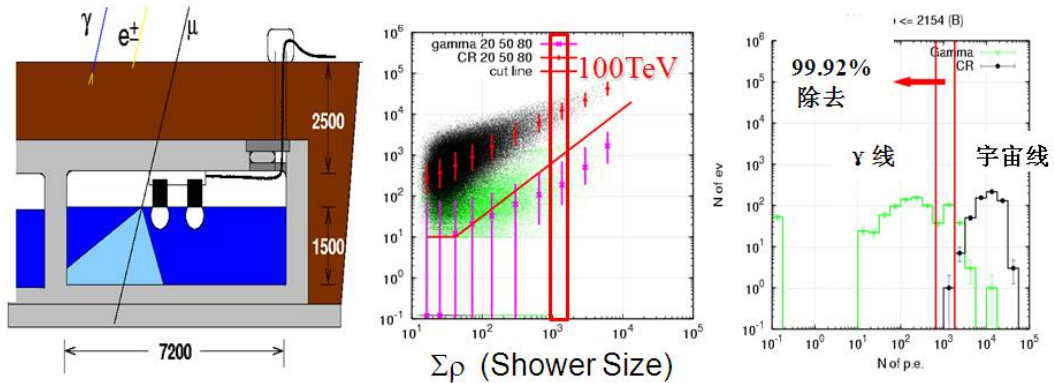 γ
e±
μ
2500
1500
7200
gamma 20 50 80
CR 20 50 80
cut line
100TeV
10⁶
10⁵
10⁴
10³
10²
10¹
10⁰
10⁻¹
10¹
10²
10³
10⁴
10⁵
Σρ (Shower Size)
<= 2154 (B)
Gamma
CR
99.92%
除去
γ 线
宇宙线
N of ev
10⁶
10⁵
10⁴
10³
10²
10¹
10⁰
10⁻¹
10⁻¹
10⁰
10¹
10²
10³
10⁴
10⁵
N of p.e.